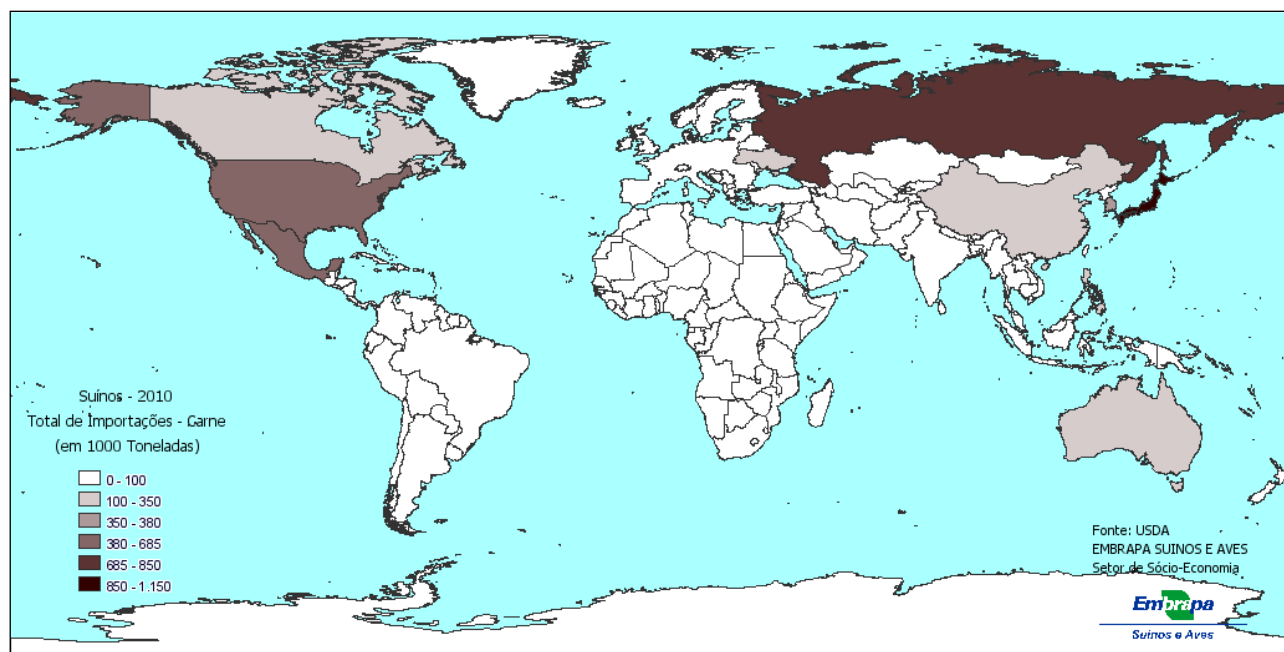 Suínos - 2010
Total de Importações - Carne
(em 1000 Toneladas)
0 - 100
100 - 350
350 - 380
380 - 685
685 - 850
850 - 1.150
Fonte: USDA
EMBRAPA SUINOS E AVES
Setor de Sócio-Economia
Embrapa
Suínos e Aves